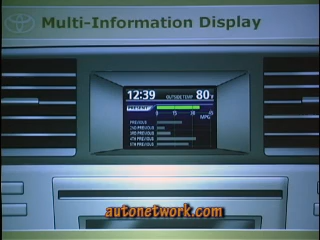 Multi-Information Display
12:39 OUTSIDE TEMP 80°F
PRESENT
0 15 30 45
MPG
PREVIOUS
2ND PREVIOUS
3RD PREVIOUS
4TH PREVIOUS
5TH PREVIOUS
autonetwork.com